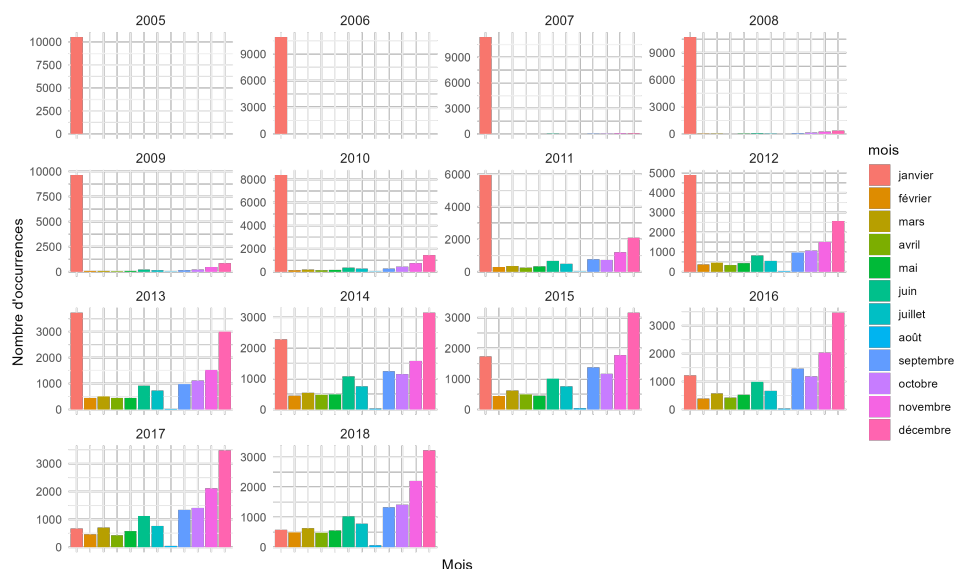 2005 2006 2007 2008
10000 7500 5000 2500 0
9000 6000 3000 0
9000 6000 3000 0
9000 6000 3000 0
2009 2010 2011 2012
10000 7500 5000 2500 0
8000 6000 4000 2000 0
6000 4000 2000 0
5000 4000 3000 2000 1000 0
2013 2014 2015 2016
3000 2000 1000 0
3000 2000 1000 0
3000 2000 1000 0
3000 2000 1000 0
2017 2018
3000 2000 1000 0
3000 2000 1000 0
Nombre d'occurrences
Mois
mois
janvier
février
mars
avril
mai
juin
juillet
août
septembre
octobre
novembre
décembre